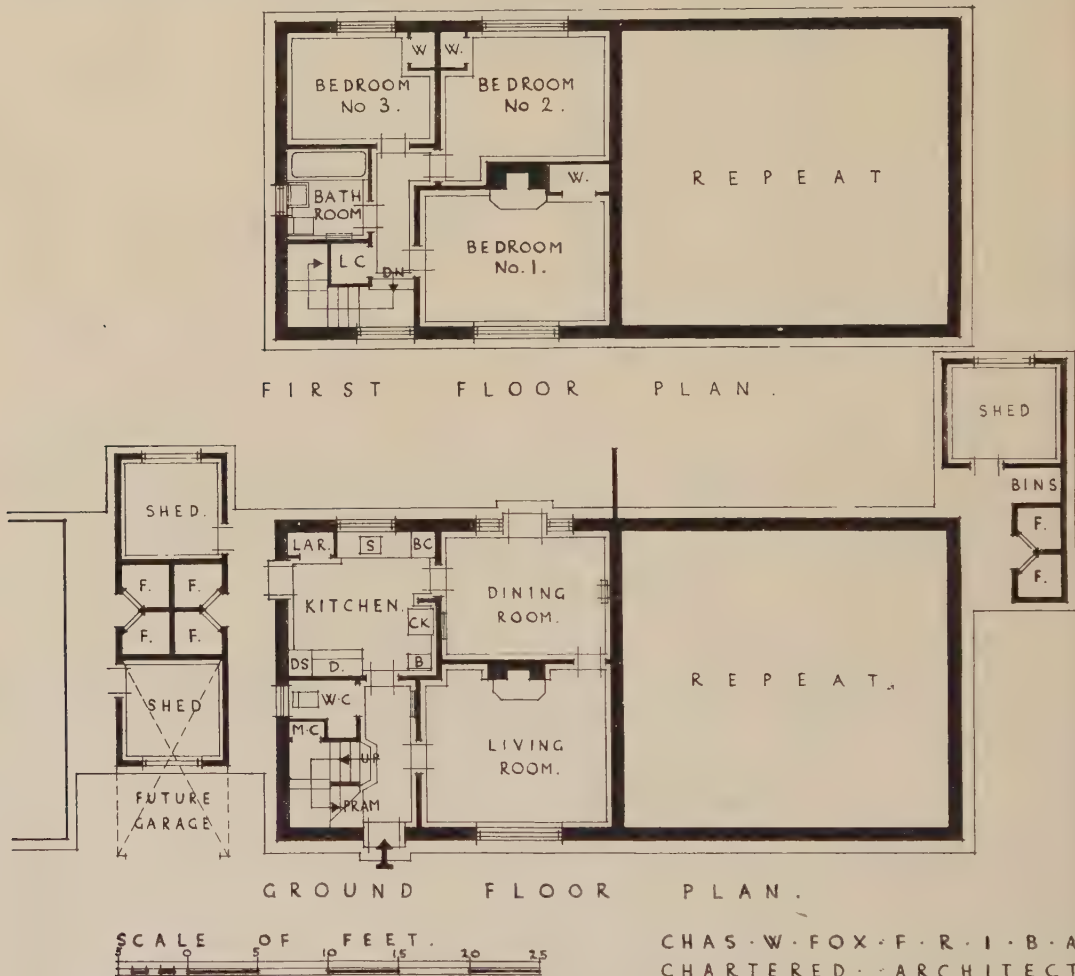 W W.
BEDROOM
No 3.
BEDROOM
No 2.
REPEAT
BATH
ROOM
W.
LC
DN
BEDROOM
No. 1.
FIRST FLOOR PLAN.
SHED
BINS
F.
F.
SHED.
F. F.
F. F.
SHED
FUTURE
GARAGE
LAR. S BC
KITCHEN.
CK
DS D. B
DINING
ROOM.
W.C
M.C
UP
PRAM
LIVING
ROOM.
REPEAT.
GROUND FLOOR PLAN.
SCALE OF FEET.
5 0 5 10 15 20 25
CHAS·W·FOX·F·R·I·B·A
CHARTERED··ARCHITECT